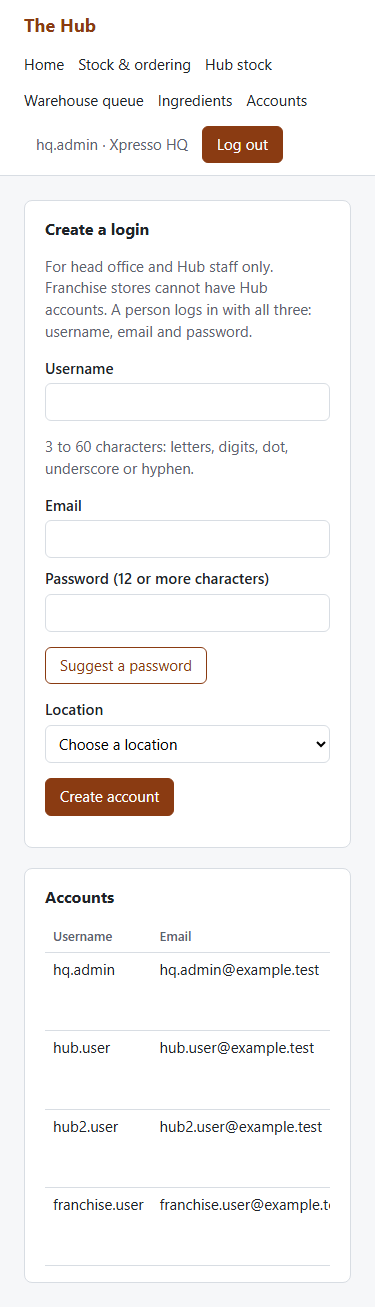 The Hub
Home Stock & ordering Hub stock
Warehouse queue Ingredients Accounts
hq.admin · Xpresso HQ Log out
Create a login
For head office and Hub staff only.
Franchise stores cannot have Hub
accounts. A person logs in with all three:
username, email and password.
Username
3 to 60 characters: letters, digits, dot,
underscore or hyphen.
Email
Password (12 or more characters)
Suggest a password
Location
Choose a location
Create account
Accounts
Username Email
hq.admin hq.admin@example.test
hub.user hub.user@example.test
hub2.user hub2.user@example.test
franchise.user franchise.user@example.t